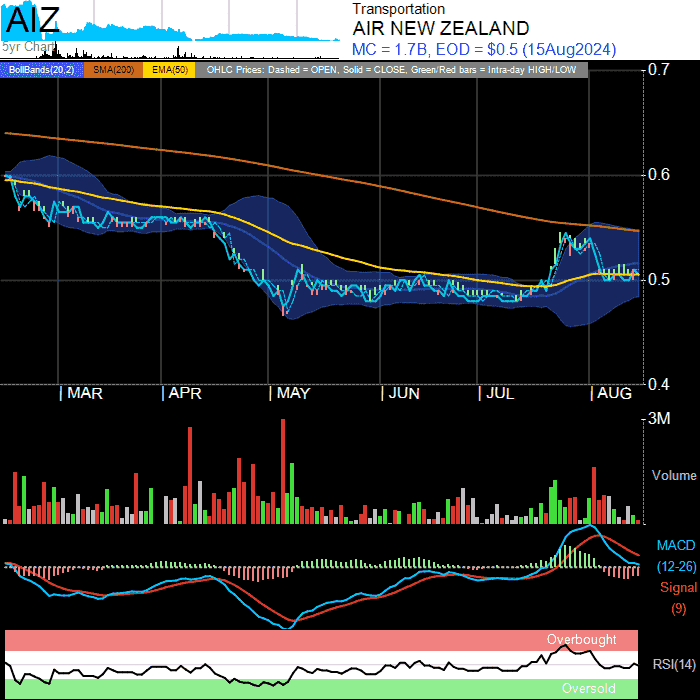 AIZ
5yr Chart
Transportation
AIR NEW ZEALAND
MC = 1.7B, EOD = $0.5 (15Aug2024)
BollBands(20,2) SMA(200) EMA(50) OHLC Prices: Dashed = OPEN, Solid = CLOSE, Green/Red bars = Intra-day HIGH/LOW
0.7
0.6
0.5
0.4
MAR APR MAY JUN JUL AUG
3M
Volume
MACD
(12-26)
Signal
(9)
Overbought
RSI(14)
Oversold